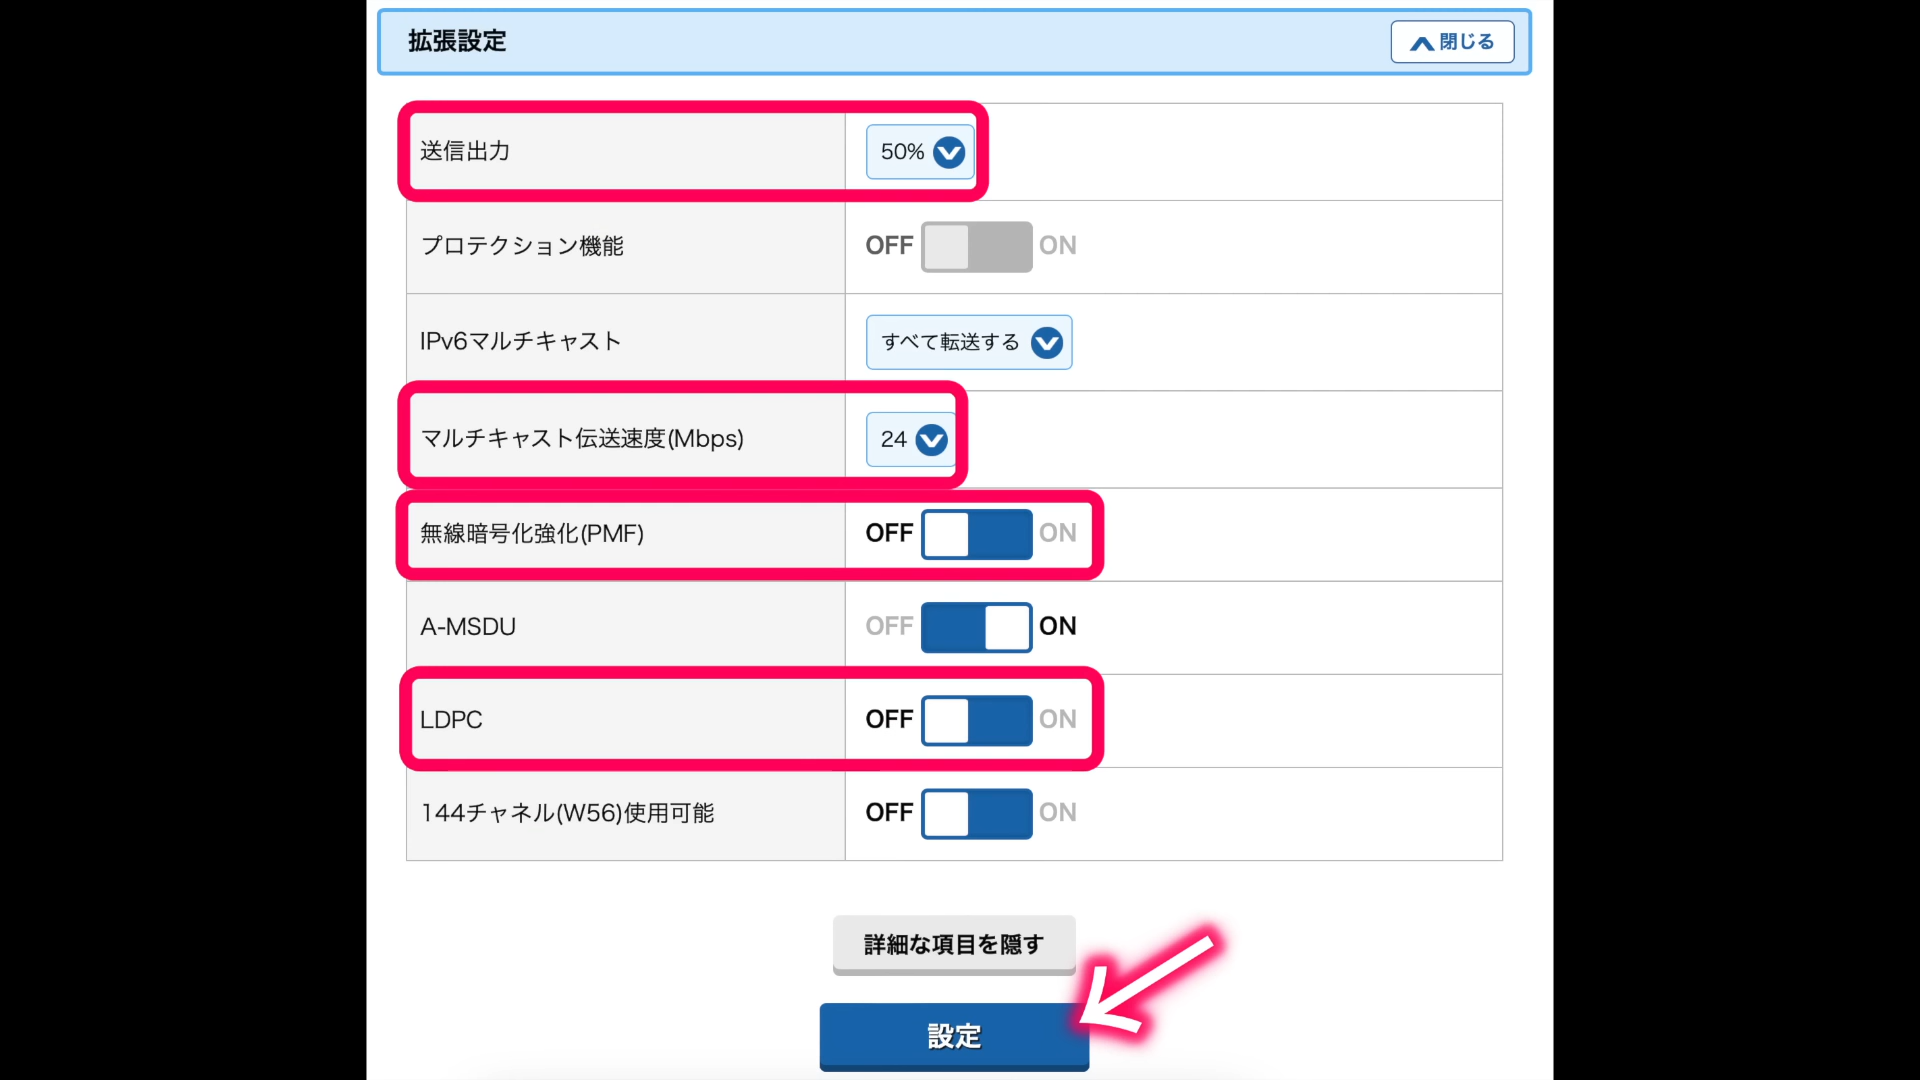 拡張設定
閉じる
送信出力
50%
プロテクション機能
OFF ON
IPv6マルチキャスト
すべて転送する
マルチキャスト伝送速度(Mbps)
24
無線暗号化強化(PMF)
OFF ON
A-MSDU
OFF ON
LDPC
OFF ON
144チャネル(W56)使用可能
OFF ON
詳細な項目を隠す
設定